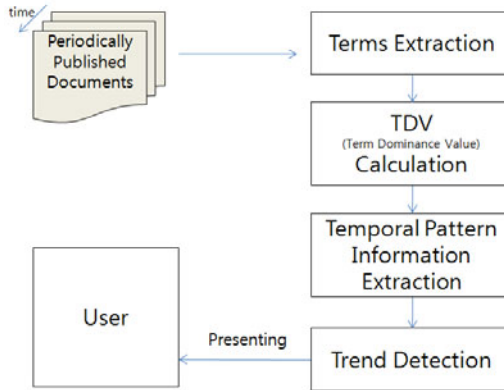 time
Periodically
Published
Documents
Terms Extraction
TDV
(Term Dominance Value)
Calculation
Temporal Pattern
Information
Extraction
User
Presenting
Trend Detection